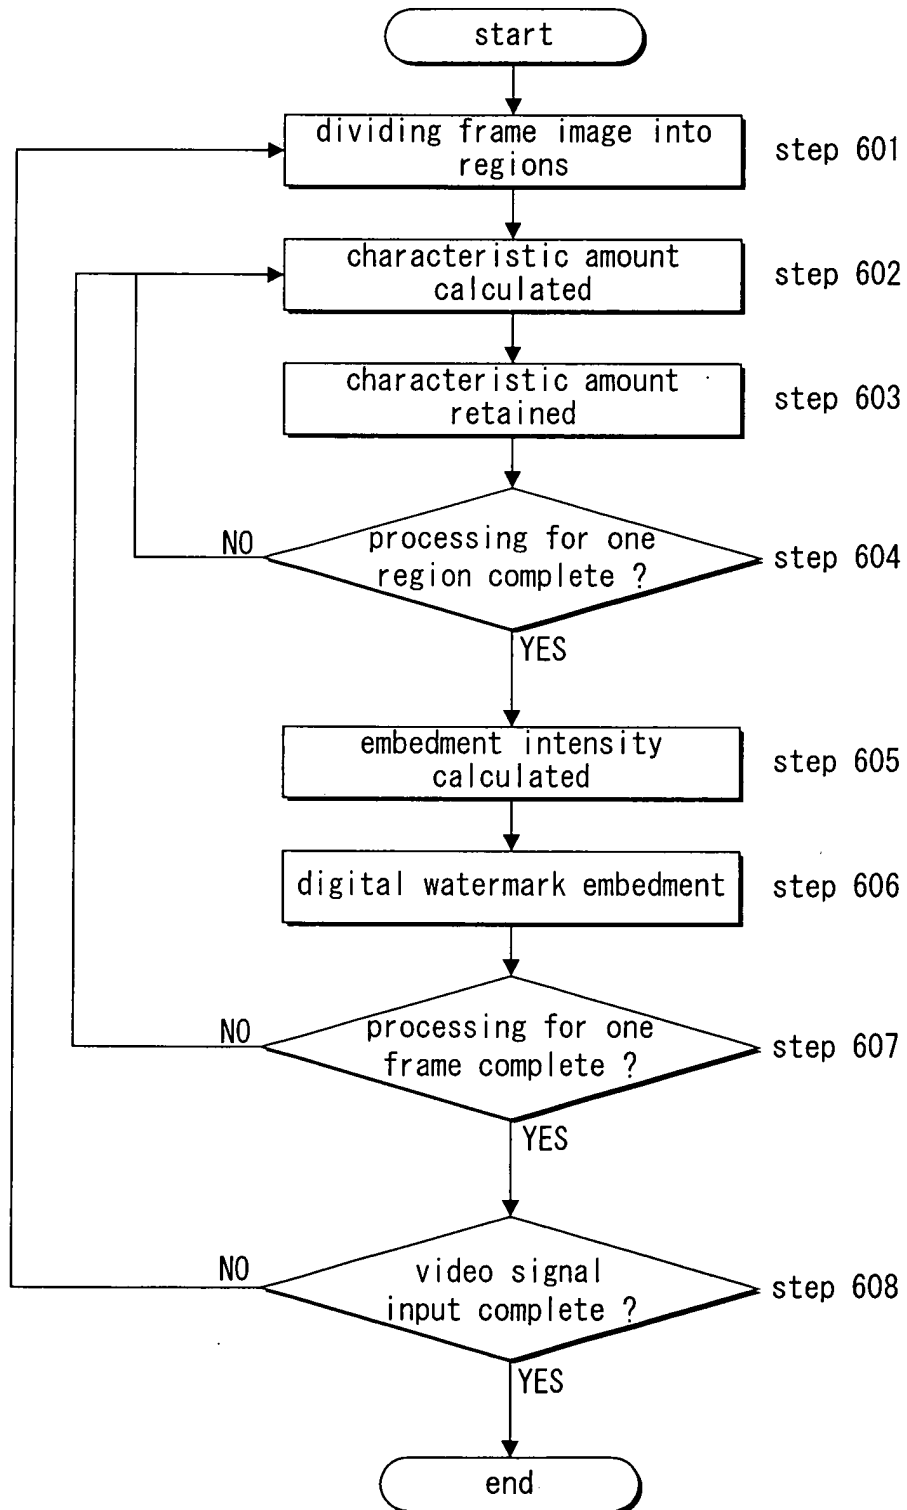 start
dividing frame image into
regions
step 601
characteristic amount
calculated
step 602
characteristic amount
retained
step 603
processing for one
region complete ?
NO
step 604
YES
embedment intensity
calculated
step 605
digital watermark embedment
step 606
processing for one
frame complete ?
NO
step 607
YES
video signal
input complete ?
NO
step 608
YES
end